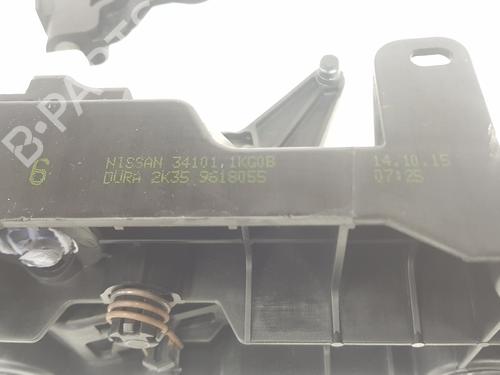 B-PARTS
6
NISSAN 34101,1KG0B
DURA 2K35 9618055
14.10.15
07:25